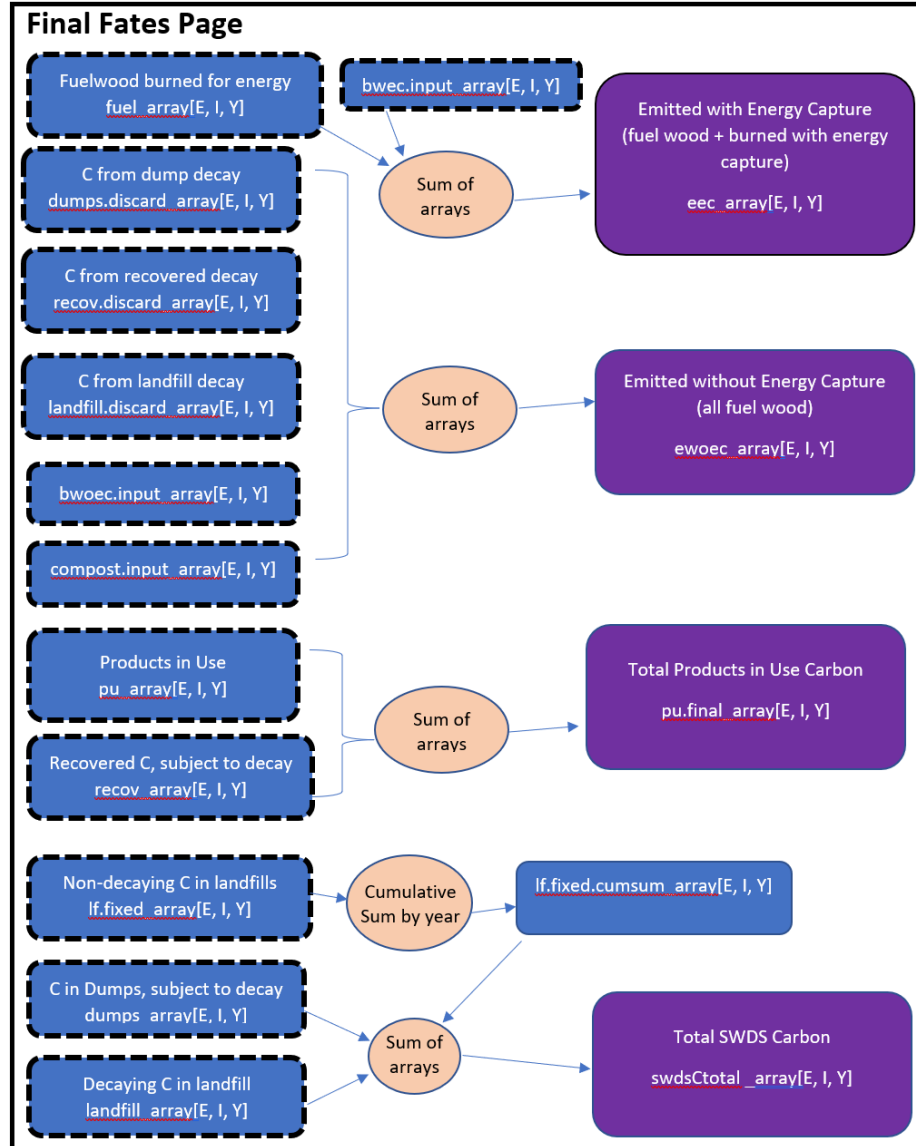 Final Fates Page
Fuelwood burned for energy
fuel_array[E, I, Y]
bwec.input_array[E, I, Y]
Sum of
arrays
Emitted with Energy Capture
(fuel wood + burned with energy
capture)
eec_array[E, I, Y]
C from dump decay
dumps.discard_array[E, I, Y]
C from recovered decay
recov.discard_array[E, I, Y]
C from landfill decay
landfill.discard_array[E, I, Y]
bwoec.input_array[E, I, Y]
compost.input_array[E, I, Y]
Sum of
arrays
Emitted without Energy Capture
(all fuel wood)
ewoec_array[E, I, Y]
Products in Use
pu_array[E, I, Y]
Recovered C, subject to decay
recov_array[E, I, Y]
Sum of
arrays
Total Products in Use Carbon
pu.final_array[E, I, Y]
Non-decaying C in landfills
lf.fixed_array[E, I, Y]
Cumulative
Sum by year
lf.fixed.cumsum_array[E, I, Y]
C in Dumps, subject to decay
dumps_array[E, I, Y]
Decaying C in landfill
landfill_array[E, I, Y]
Sum of
arrays
Total SWDS Carbon
swdsCtotal _array[E, I, Y]